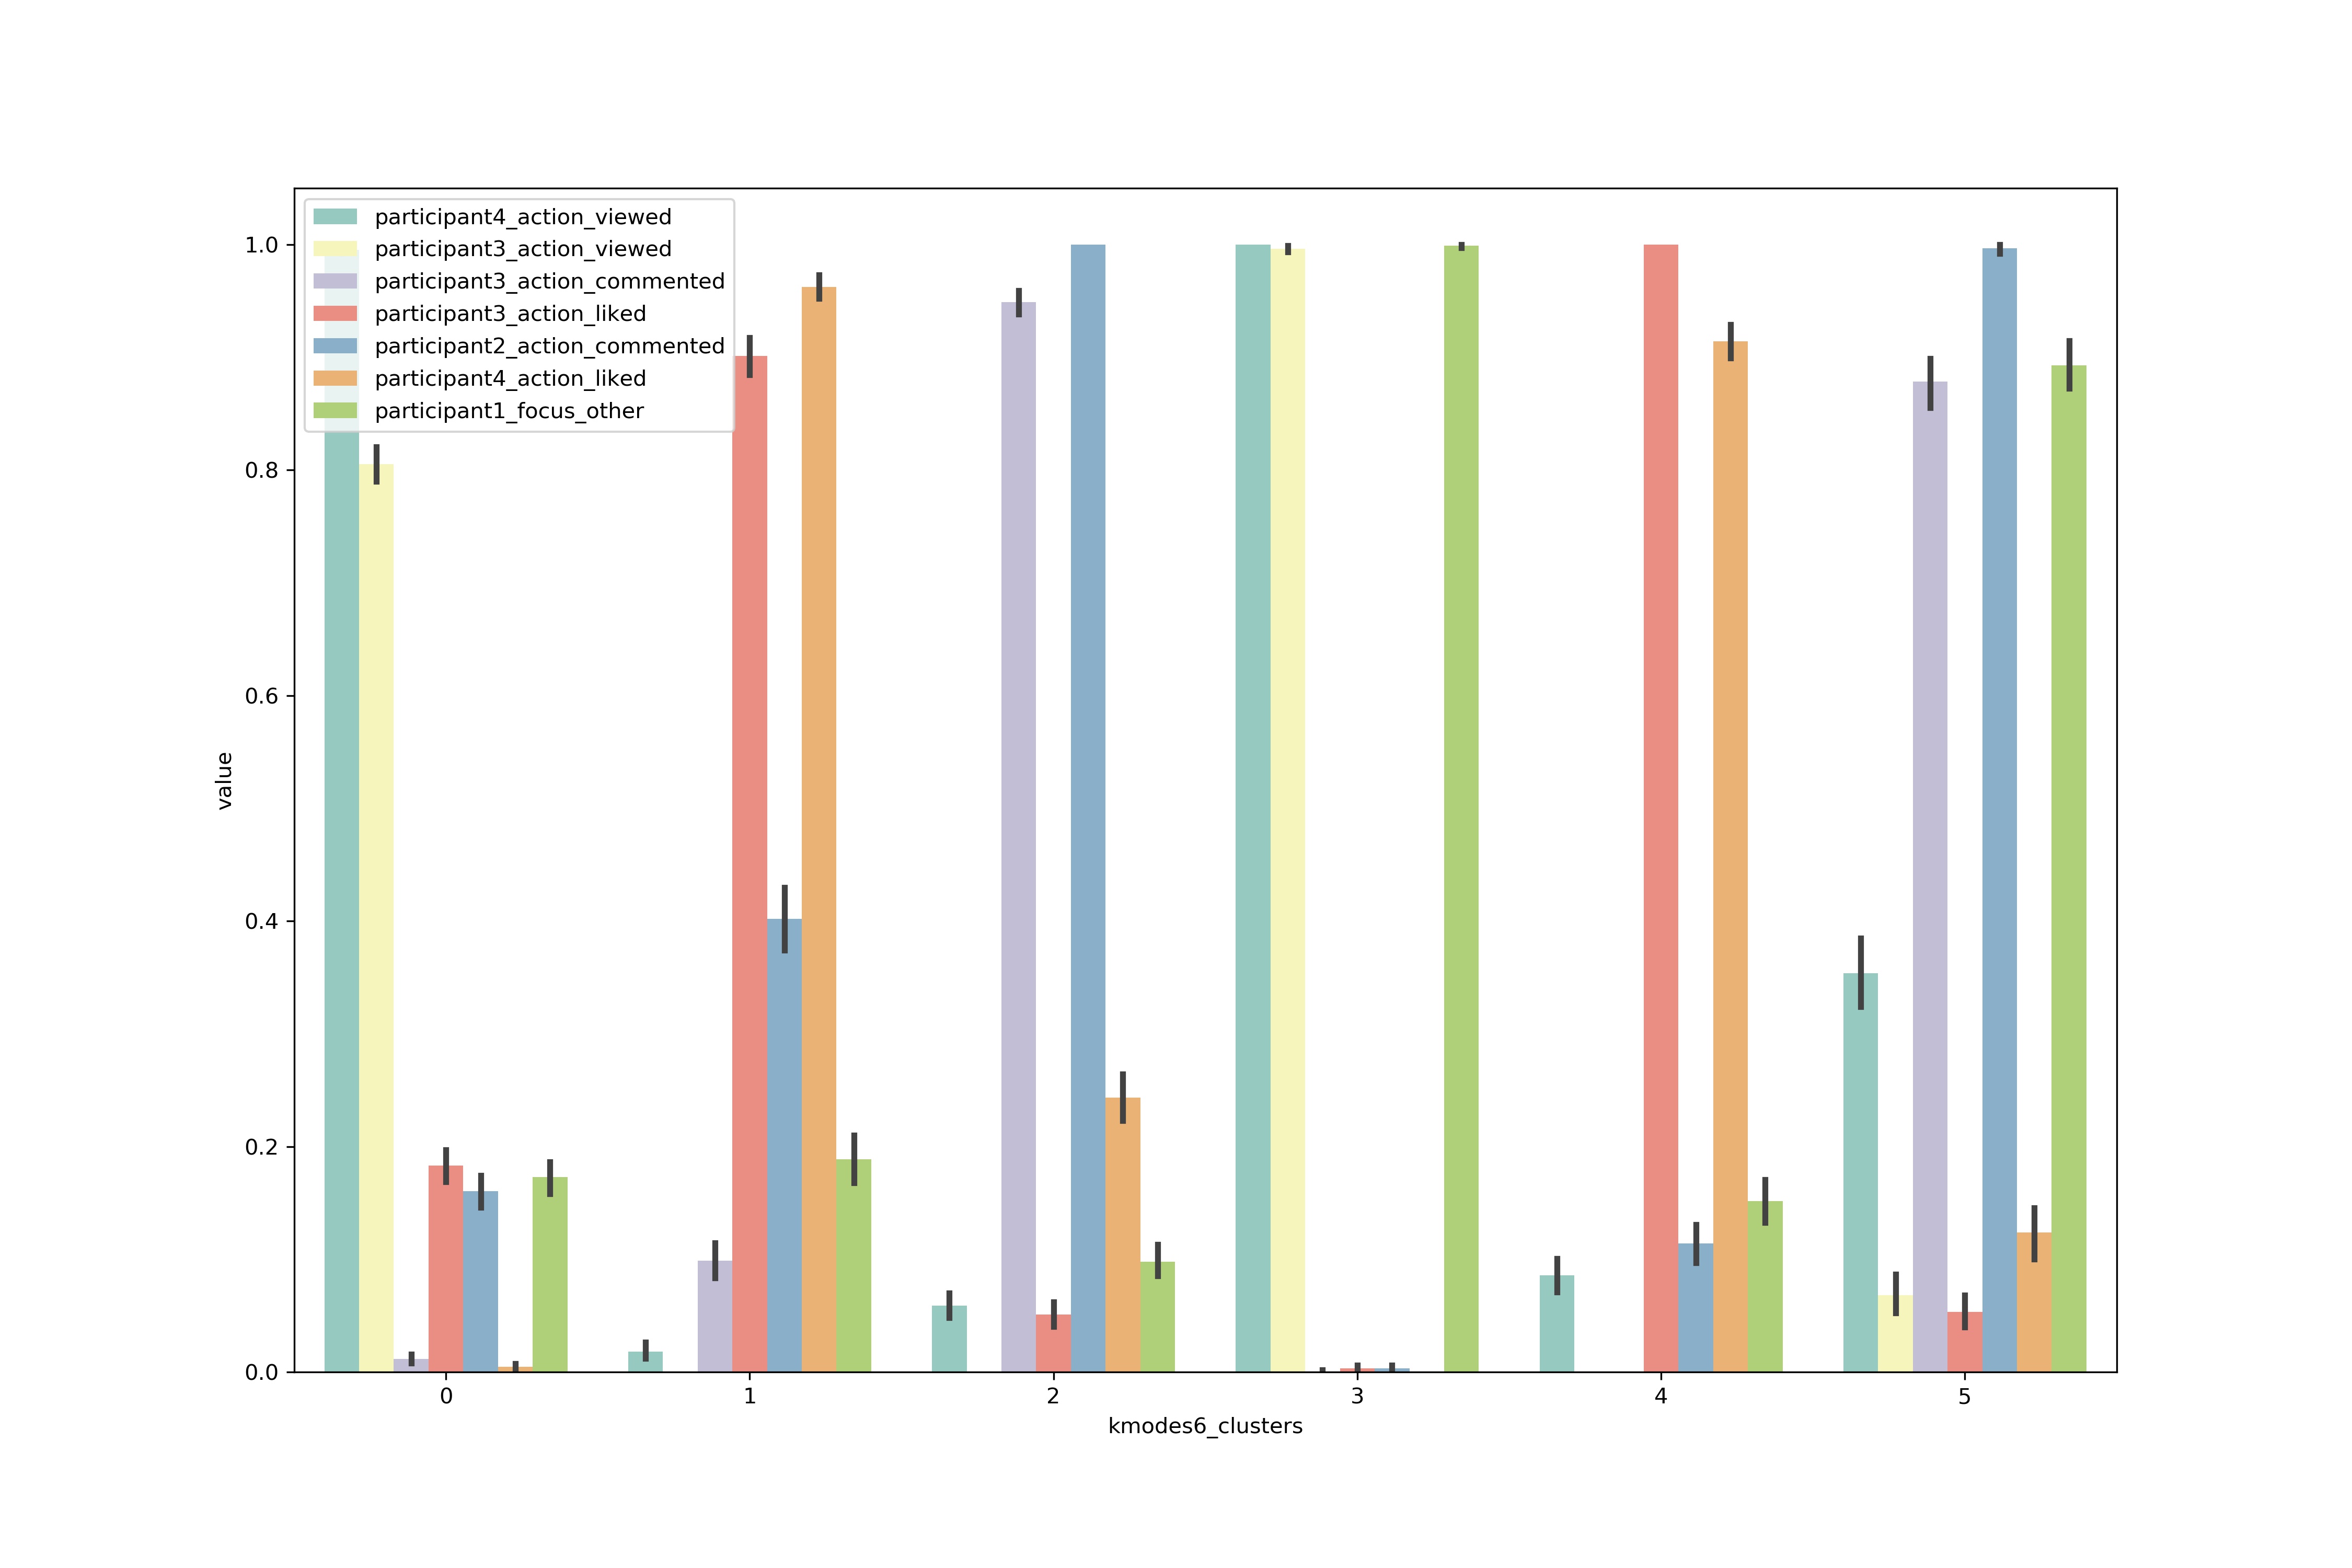 participant4_action_viewed
participant3_action_viewed
participant3_action_commented
participant3_action_liked
participant2_action_commented
participant4_action_liked
participant1_focus_other
1.0
0.8
0.6
0.4
0.2
0.0
value
0 1 2 3 4 5
kmodes6_clusters